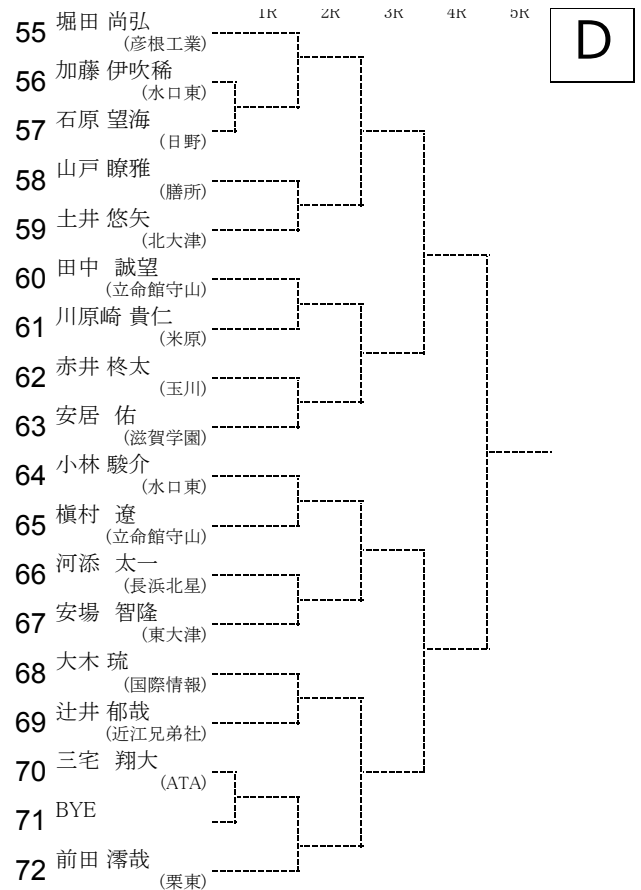 1R 2R 3R 4R 5R
D
55 堀田 尚弘
(彦根工業)
56 加藤 伊吹稀
(水口東)
57 石原 望海
(日野)
58 山戸 瞭雅
(膳所)
59 土井 悠矢
(北大津)
60 田中 誠望
(立命館守山)
61 川原崎 貴仁
(米原)
62 赤井 柊太
(玉川)
63 安居 佑
(滋賀学園)
64 小林 駿介
(水口東)
65 槇村 遼
(立命館守山)
66 河添 太一
(長浜北星)
67 安場 智隆
(東大津)
68 大木 琉
(国際情報)
69 辻井 郁哉
(近江兄弟社)
70 三宅 翔大
(ATA)
71 BYE
72 前田 澪哉
(栗東)